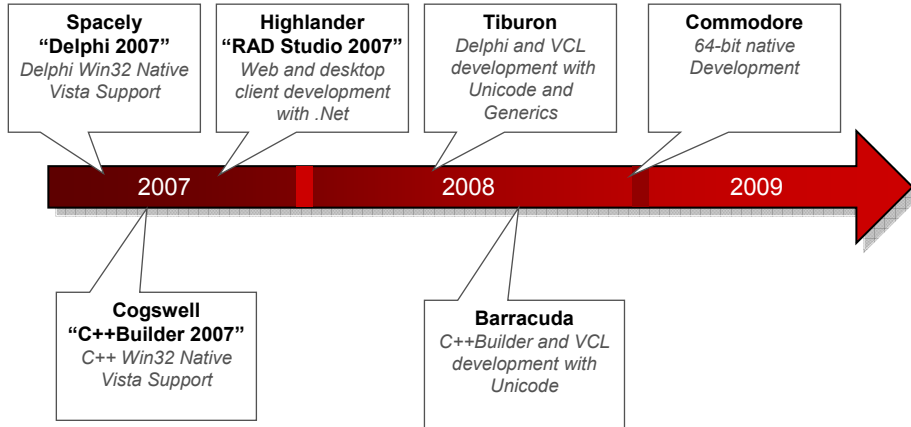 Spacely
“Delphi 2007”
Delphi Win32 Native
Vista Support
Highlander
“RAD Studio 2007”
Web and desktop
client development
with .Net
Tiburon
Delphi and VCL
development with
Unicode and
Generics
Commodore
64-bit native
Development
2007
2008
2009
Cogswell
“C++Builder 2007”
C++ Win32 Native
Vista Support
Barracuda
C++Builder and VCL
development with
Unicode